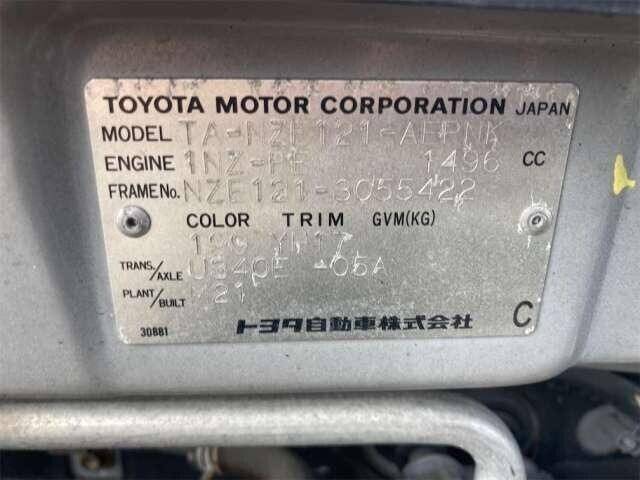 TOYOTA MOTOR CORPORATION JAPAN
MODEL TA-NZE121-AEPNK
ENGINE 1NZ-FE 1496 CC
FRAME No. NZE121-3055422
COLOR TRIM GVM(KG)
YN17
TRANS./AXLE U340E -05A
PLANT/BUILT
30881
トヨタ自動車株式会社 C